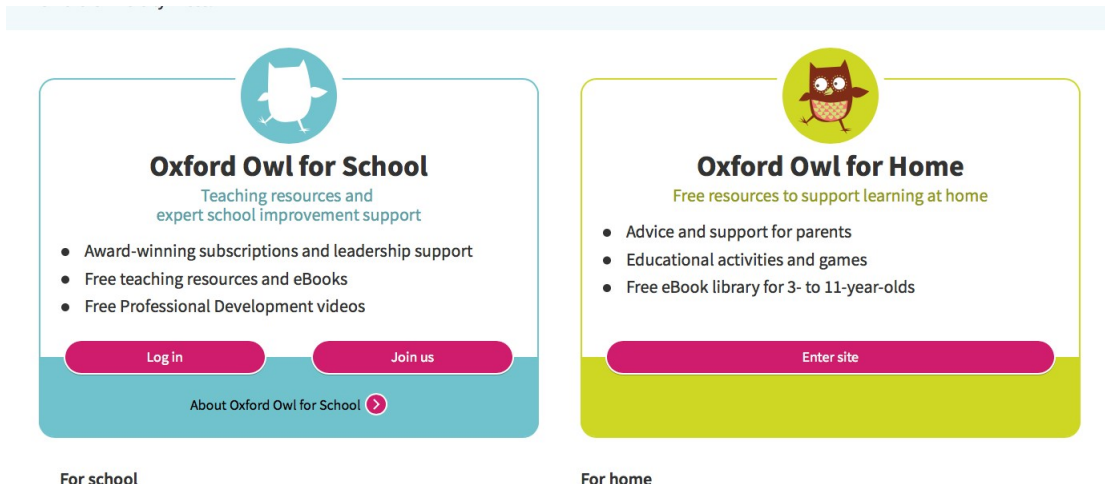 Oxford Owl for School
Teaching resources and
expert school improvement support
Award-winning subscriptions and leadership support
Free teaching resources and eBooks
Free Professional Development videos
Log in
Join us
About Oxford Owl for School
Oxford Owl for Home
Free resources to support learning at home
Advice and support for parents
Educational activities and games
Free eBook library for 3- to 11-year-olds
Enter site
For school
For home